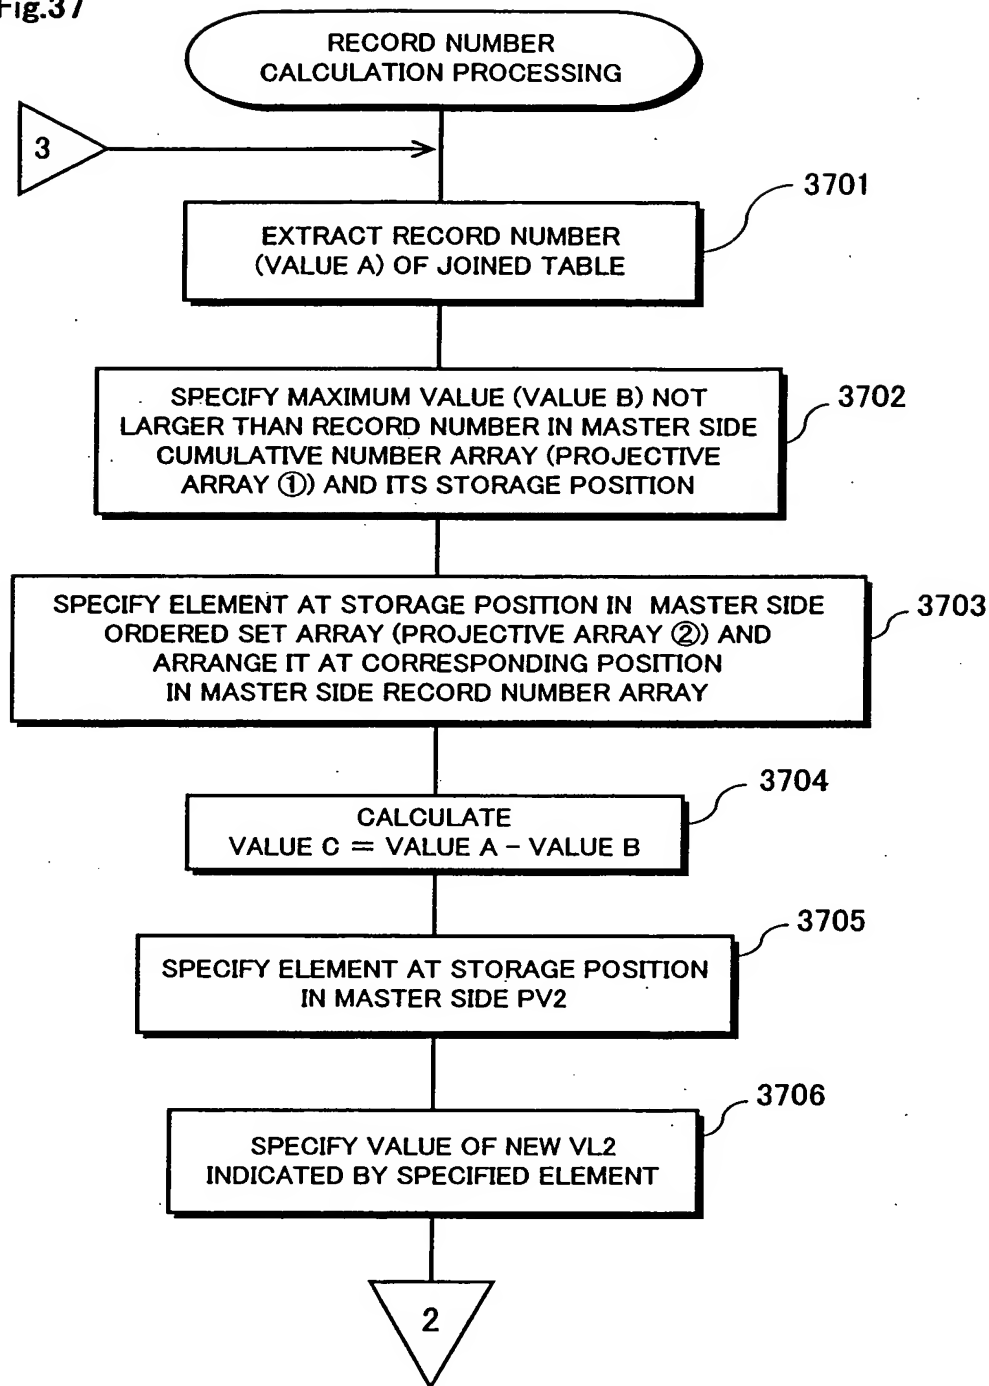 Fig.37
RECORD NUMBER
CALCULATION PROCESSING
3
3701
EXTRACT RECORD NUMBER
(VALUE A) OF JOINED TABLE
3702
SPECIFY MAXIMUM VALUE (VALUE B) NOT
LARGER THAN RECORD NUMBER IN MASTER SIDE
CUMULATIVE NUMBER ARRAY (PROJECTIVE
ARRAY ①) AND ITS STORAGE POSITION
3703
SPECIFY ELEMENT AT STORAGE POSITION IN MASTER SIDE
ORDERED SET ARRAY (PROJECTIVE ARRAY ②) AND
ARRANGE IT AT CORRESPONDING POSITION
IN MASTER SIDE RECORD NUMBER ARRAY
3704
CALCULATE
VALUE C = VALUE A - VALUE B
3705
SPECIFY ELEMENT AT STORAGE POSITION
IN MASTER SIDE PV2
3706
SPECIFY VALUE OF NEW VL2
INDICATED BY SPECIFIED ELEMENT
2